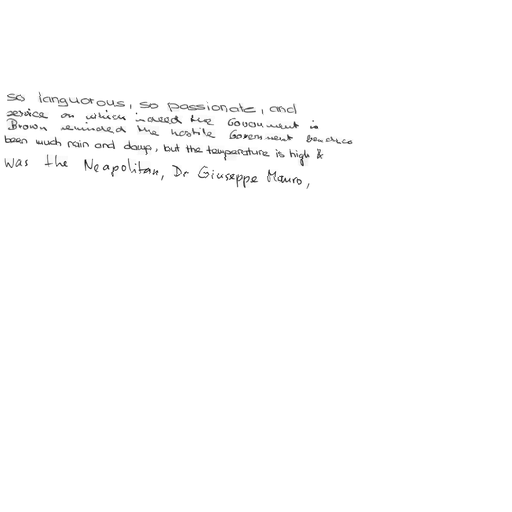 so languorous, so passionate, and
service on which indeed the Government is
Brown reminded the hostile Government benches
been much rain and damp, but the temperature is high &
was the Neapolitan, Dr Giuseppe Mauro,